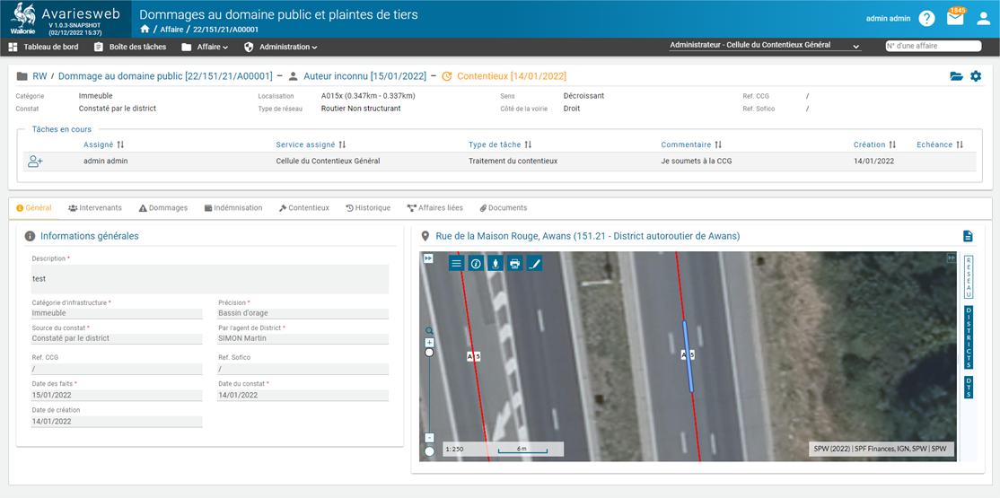 Wallonie
Avariesweb
V 1.0.3-SNAPSHOT
(02/12/2022 15:37)
Dommages au domaine public et plaintes de tiers
/ Affaire / 22/151/21/A00001
admin admin
1545
Tableau de bord
Boîte des tâches
Affaire
Administration
Administrateur - Cellule du Contentieux Général
N° d'une affaire
RW / Dommage au domaine public [22/151/21/A00001] – Auteur inconnu [15/01/2022] – Contentieux [14/01/2022]
Catégorie Immeuble Localisation A015x (0.347km - 0.337km) Sens Décroissant Ref. CCG /
Constat Constaté par le district Type de réseau Routier Non structurant Côté de la voirie Droit Ref. Sofico /
Tâches en cours
Assigné Service assigné Type de tâche Commentaire Création Echéance
admin admin Cellule du Contentieux Général Traitement du contentieux Je soumets à la CCG 14/01/2022
Général Intervenants Dommages Indémnisation Contentieux Historique Affaires liées Documents
Informations générales
Description *
test
Catégorie d'infrastructure * Précision *
Immeuble Bassin d'orage
Source du constat * Par l'agent de District *
Constaté par le district SIMON Martin
Ref. CCG Ref. Sofico
/ /
Date des faits * Date du constat *
15/01/2022 14/01/2022
Date de création
14/01/2022
Rue de la Maison Rouge, Awans (151.21 - District autoroutier de Awans)
RESEAU
DISTRICTS
DTS
+
-
1:250
6 m
SPW (2022) | SPF Finances, IGN, SPW | SPW